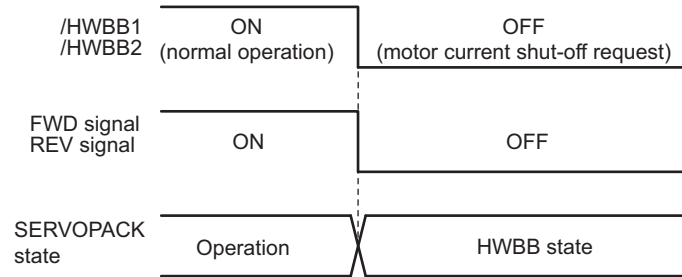 /HWBB1
/HWBB2
ON
(normal operation)
OFF
(motor current shut-off request)
FWD signal
REV signal
ON
OFF
SERVOPACK
state
Operation
HWBB state